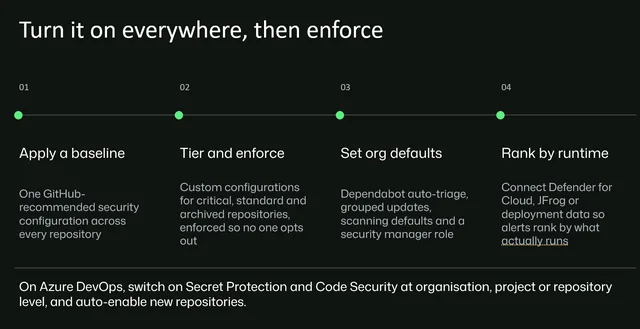 Turn it on everywhere, then enforce
01
02
03
04
Apply a baseline
Tier and enforce
Set org defaults
Rank by runtime
One GitHub-
recommended security
configuration across
every repository
Custom configurations
for critical, standard and
archived repositories,
enforced so no one opts
out
Dependabot auto-triage,
grouped updates,
scanning defaults and a
security manager role
Connect Defender for
Cloud, JFrog or
deployment data so
alerts rank by what
actually runs
On Azure DevOps, switch on Secret Protection and Code Security at organisation, project or repository
level, and auto-enable new repositories.